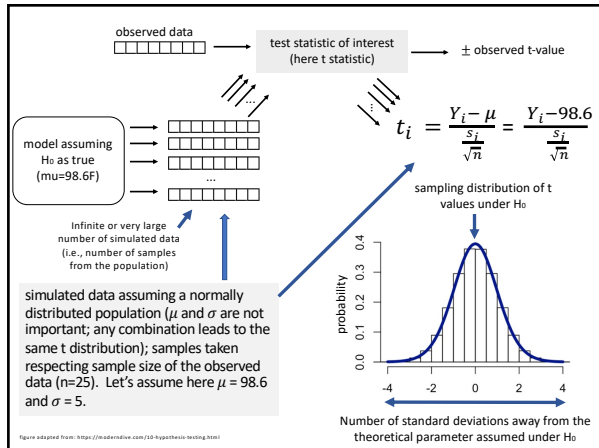 observed data
test statistic of interest
(here t statistic)
± observed t-value
...
...
model assuming
H₀ as true
(mu=98.6F)
...
tᵢ = (Yᵢ − μ) / (sᵢ / √n) = (Yᵢ−98.6) / (sᵢ / √n)
Infinite or very large
number of simulated data
(i.e., number of samples
from the population)
sampling distribution of t
values under H₀
simulated data assuming a normally
distributed population (μ and σ are not
important; any combination leads to the
same t distribution); samples taken
respecting sample size of the observed
data (n=25). Let’s assume here μ = 98.6
and σ = 5.
probability
0.4
0.3
0.2
0.1
0.0
-4 -2 0 2 4
Number of standard deviations away from the
theoretical parameter assumed under H₀
figure adapted from: https://moderndive.com/10-hypothesis-testing.html